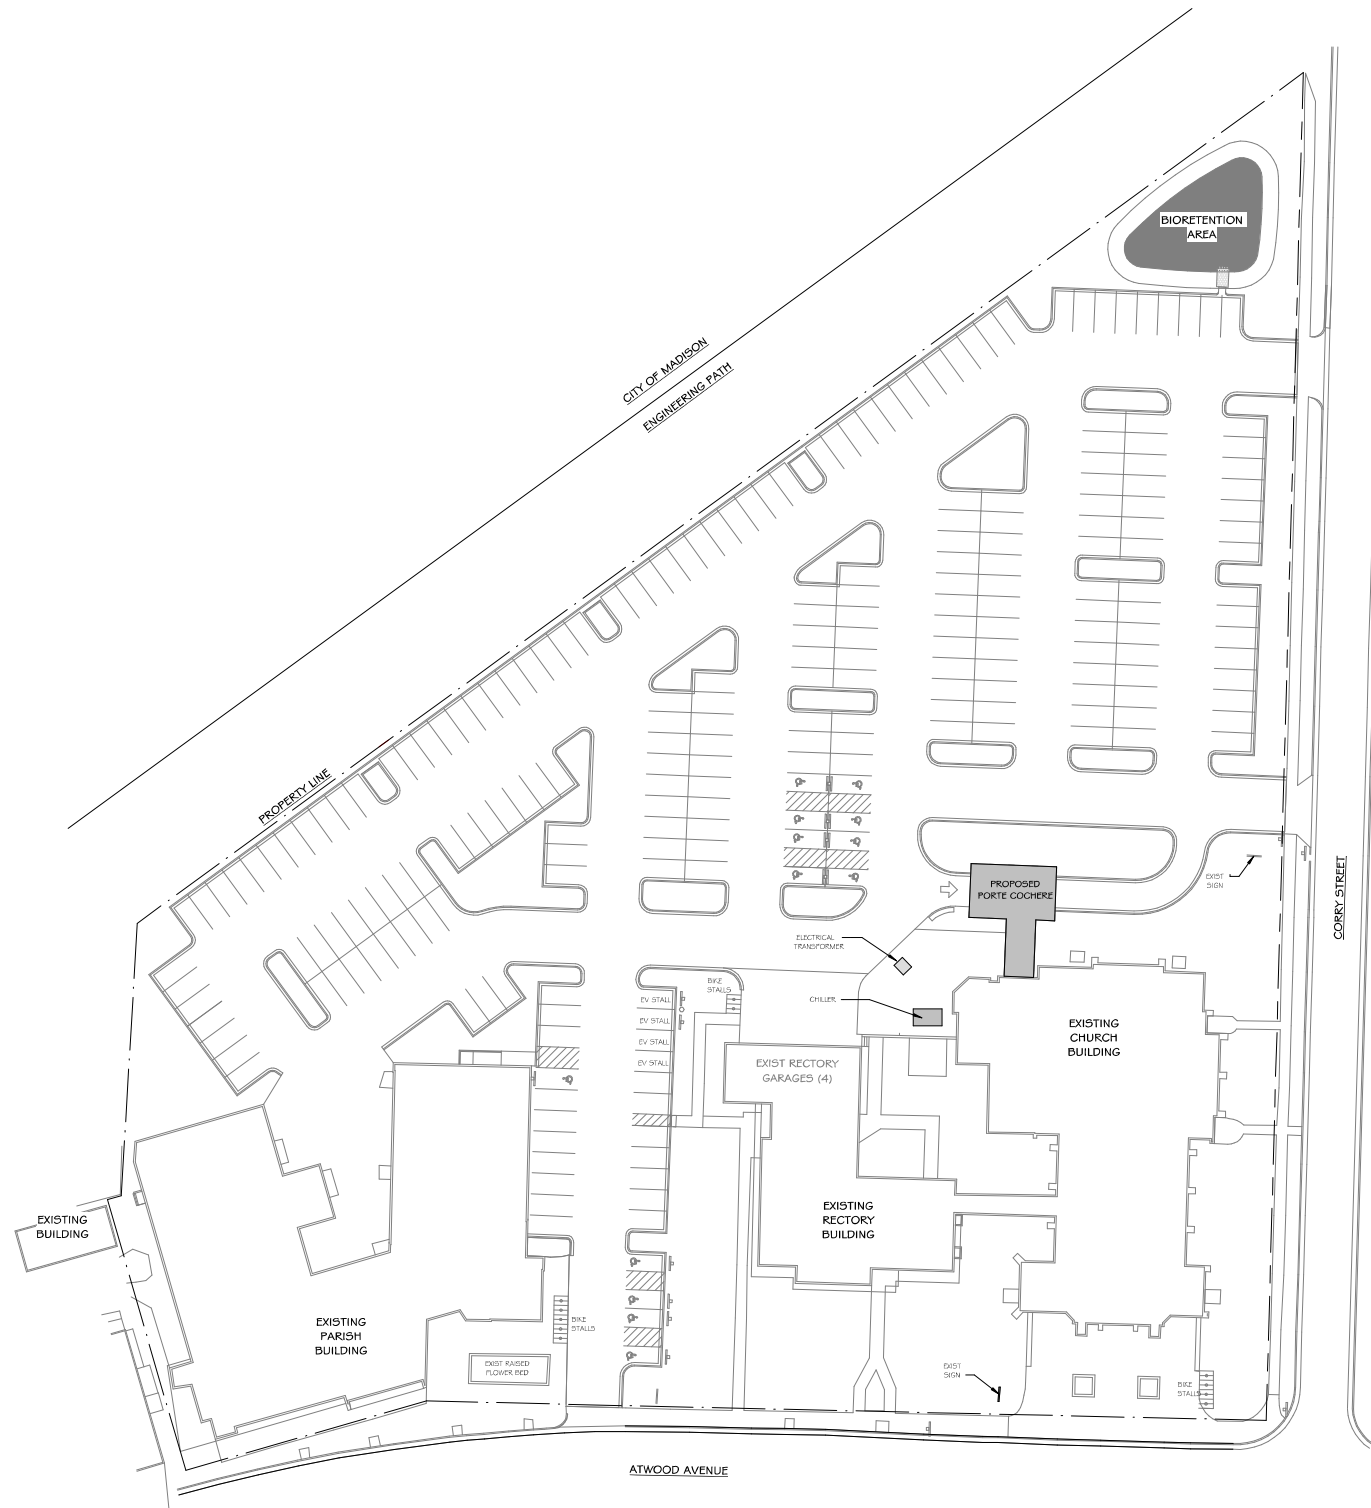 BIORETENTION
AREA
CITY OF MADISON
ENGINEERING PATH
PROPERTY LINE
CORRY STREET
EXIST
SIGN
PROPOSED
PORTE COCHERE
ELECTRICAL
TRANSFORMER
CHILLER
BIKE
STALLS
EV STALL
EV STALL
EV STALL
EV STALL
EXISTING
CHURCH
BUILDING
EXIST RECTORY
GARAGES (4)
EXISTING
RECTORY
BUILDING
EXISTING
BUILDING
EXISTING
PARISH
BUILDING
BIKE
STALLS
EXIST RAISED
FLOWER BED
EXIST
SIGN
BIKE
STALLS
ATWOOD AVENUE